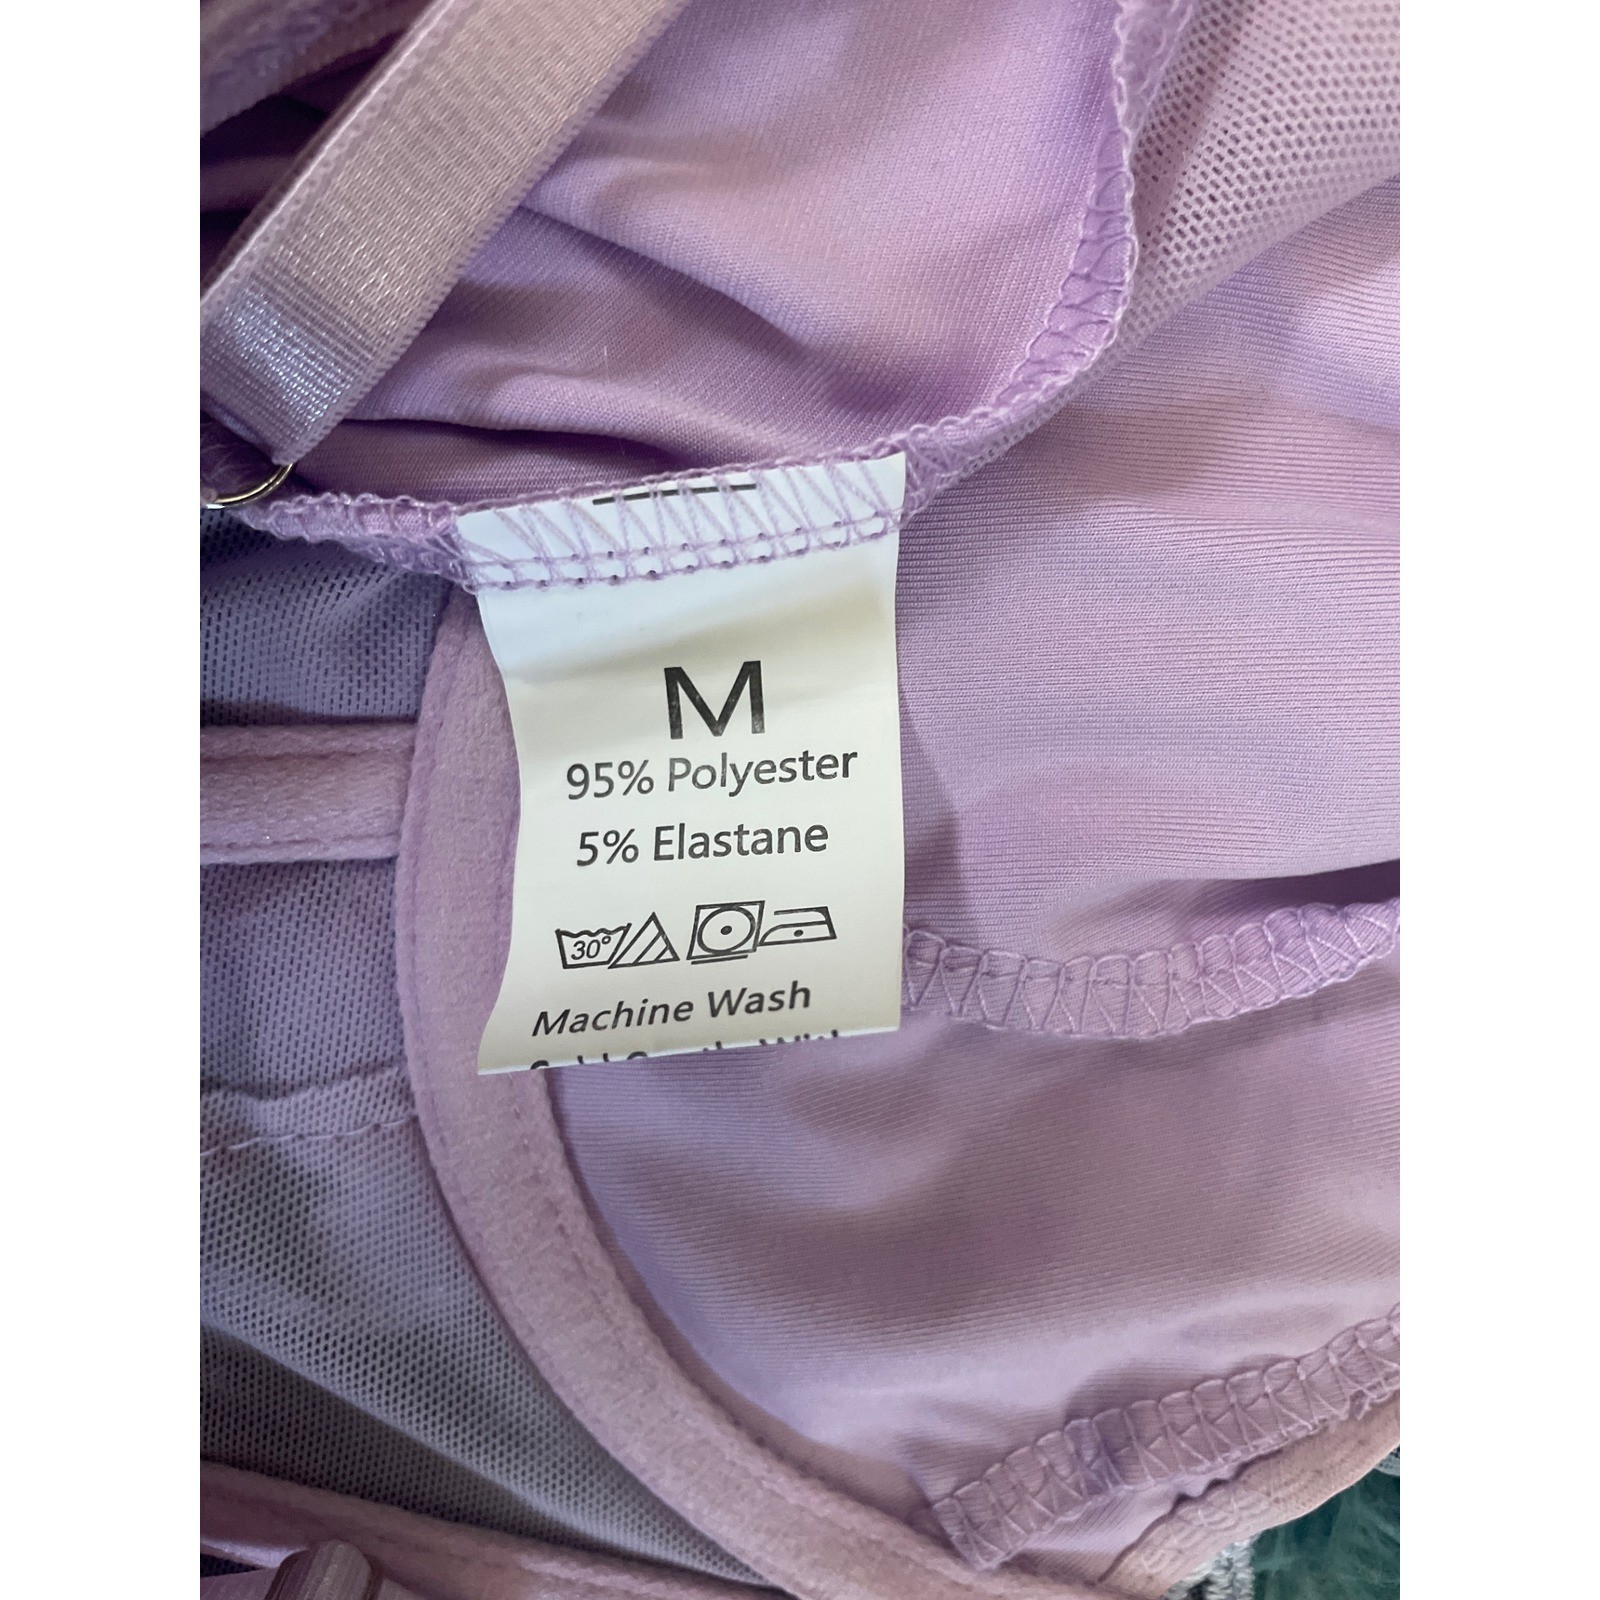 M
95% Polyester
5% Elastane
30°
Machine Wash